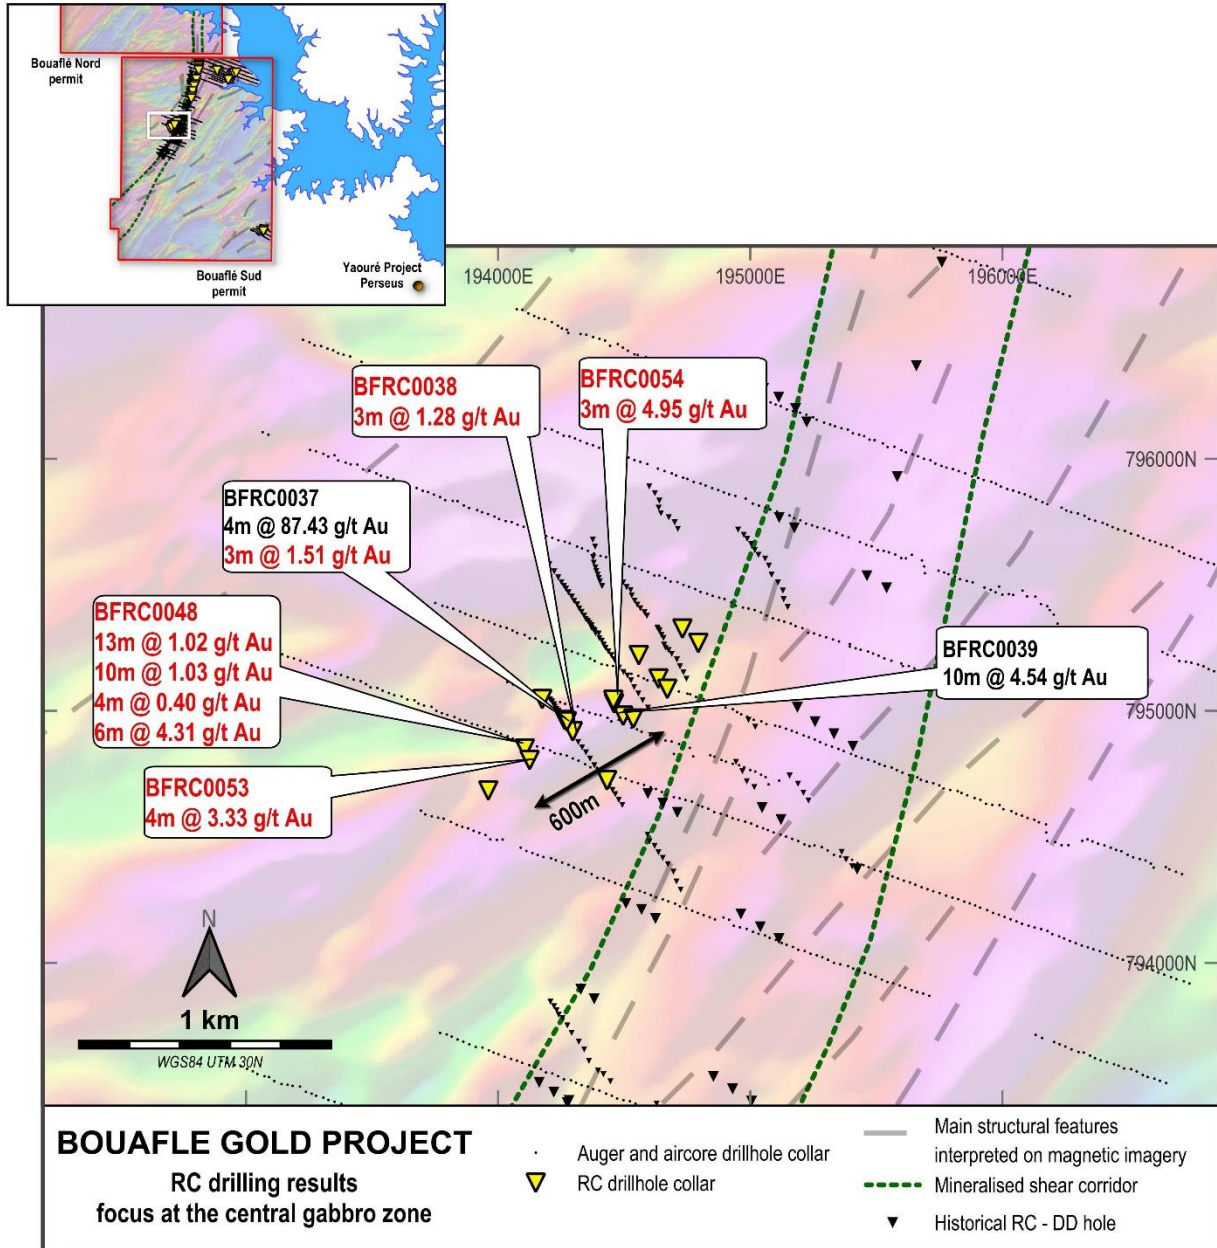 Bouaflé Nord
permit
Bouaflé Sud
permit
Yaouré Project
Perseus
194000E
195000E
196000E
BFRC0038
3m @ 1.28 g/t Au
BFRC0054
3m @ 4.95 g/t Au
796000N
BFRC0037
4m @ 87.43 g/t Au
3m @ 1.51 g/t Au
BFRC0048
13m @ 1.02 g/t Au
10m @ 1.03 g/t Au
4m @ 0.40 g/t Au
6m @ 4.31 g/t Au
BFRC0039
10m @ 4.54 g/t Au
795000N
BFRC0053
4m @ 3.33 g/t Au
600m
N
794000N
1 km
WGS84 UTM 30N
BOUAFLE GOLD PROJECT
RC drilling results
focus at the central gabbro zone
Auger and aircore drillhole collar
RC drillhole collar
Main structural features
interpreted on magnetic imagery
Mineralised shear corridor
Historical RC - DD hole